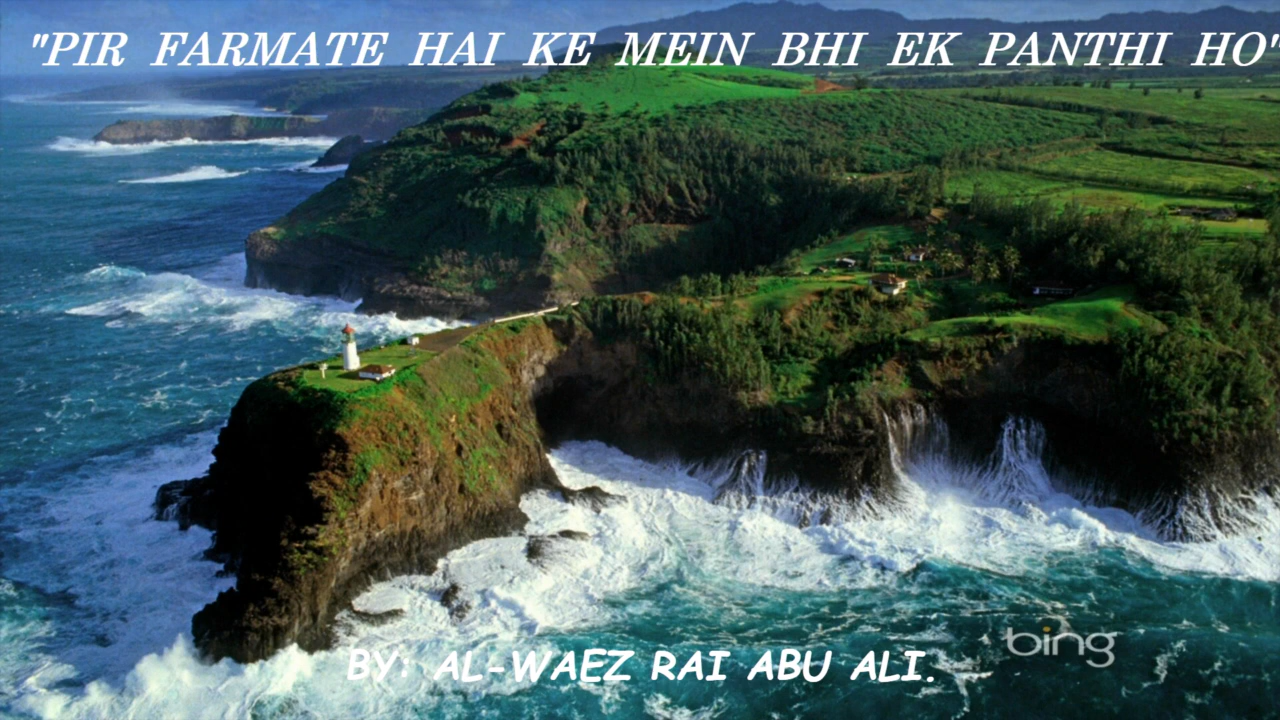 "PIR FARMATE HAI KE MEIN BHI EK PANTHI HO"
bing
BY: AL-WAEZ RAI ABU ALI.